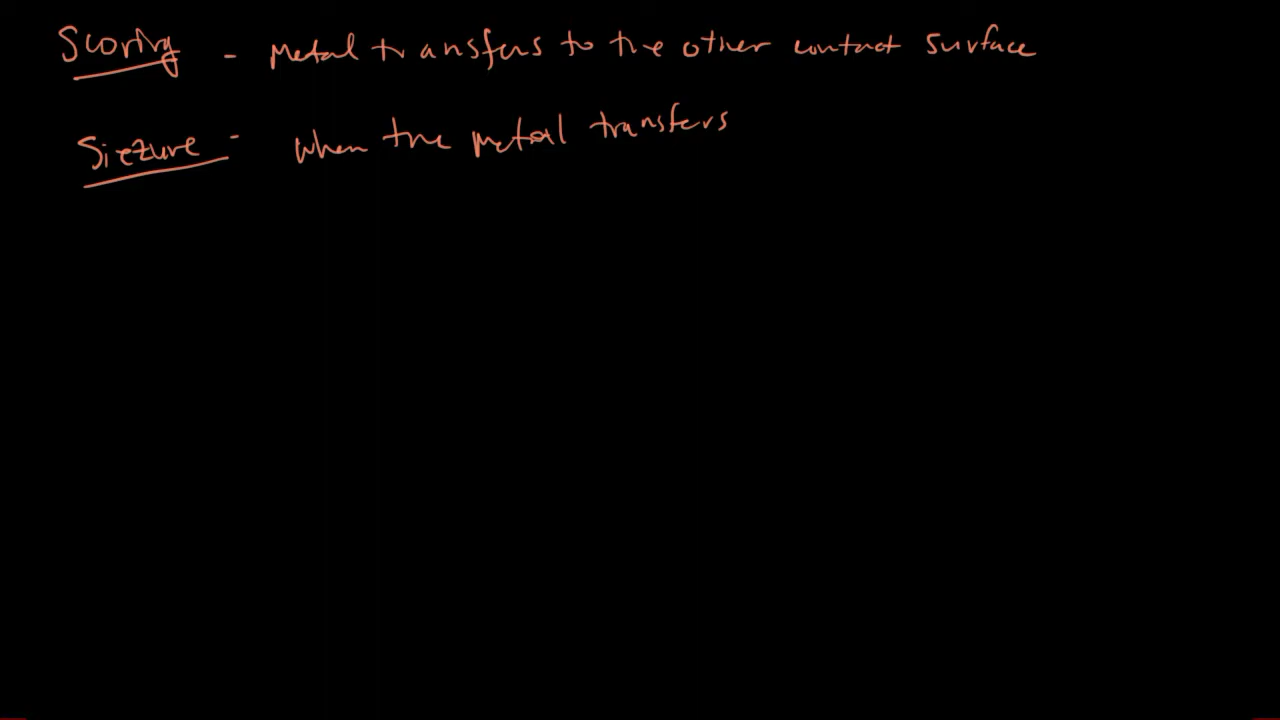 Scoring - Metal transfers to the other contact surface
Siezure - When the metal transfers